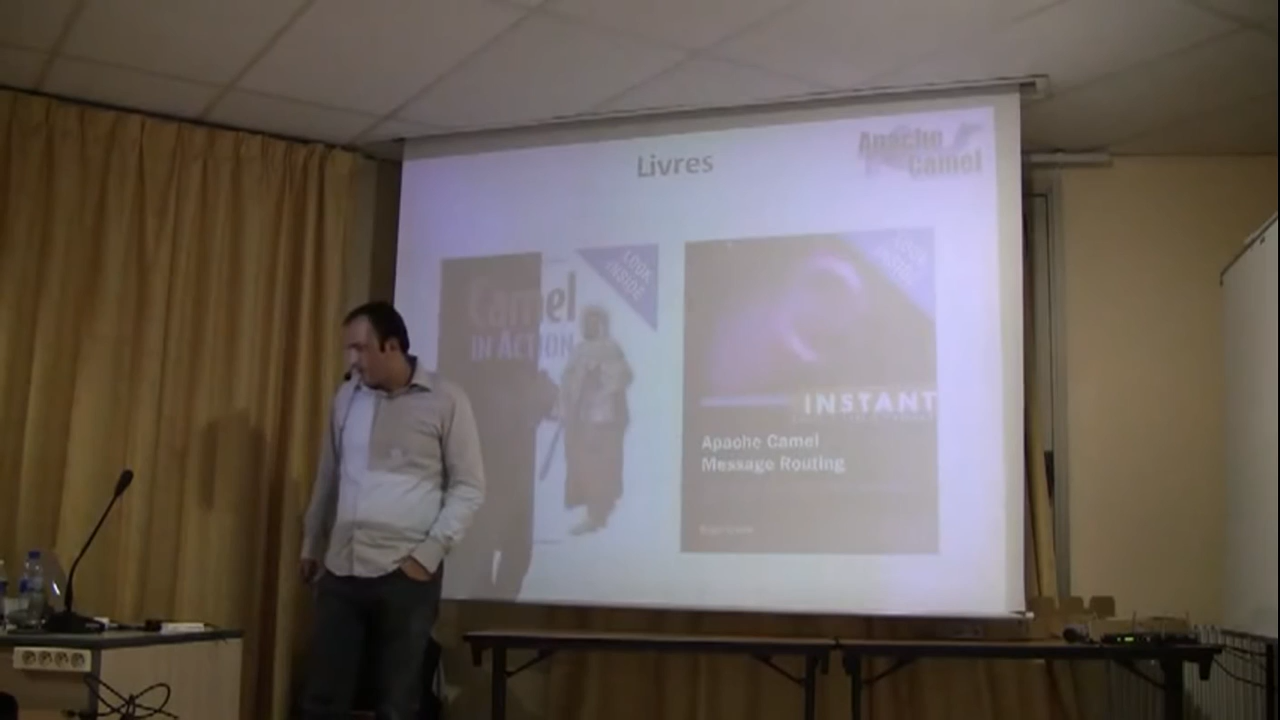 Livres
Apache
Camel
Camel
IN ACTION
LOOK
INSIDE
LOOK
INSIDE
INSTANT
Apache Camel
Message Routing